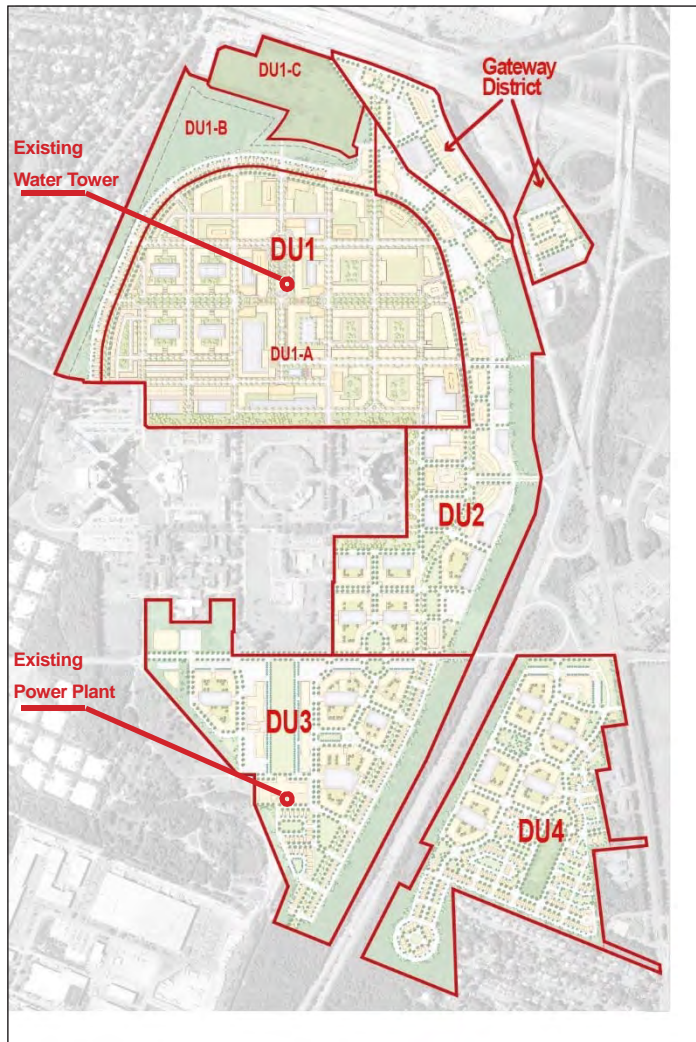 DU1-C
Gateway
District
DU1-B
Existing
Water Tower
DU1
DU1-A
DU2
Existing
Power Plant
DU3
DU4